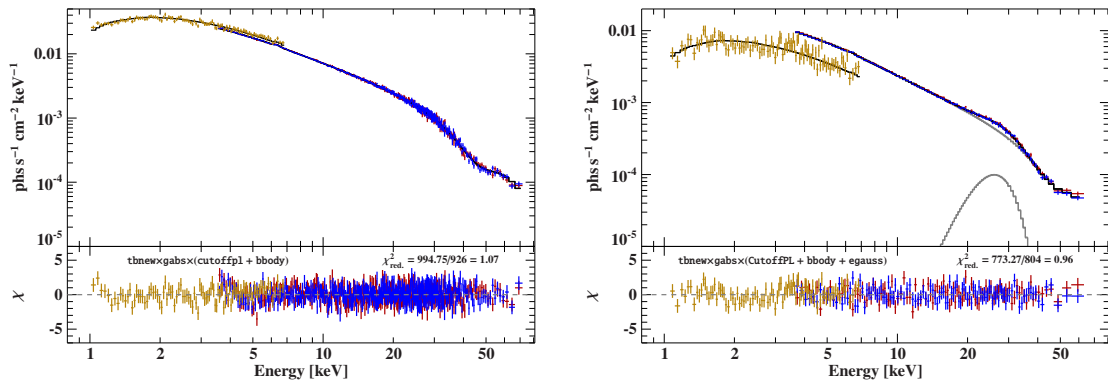 phs s⁻¹ cm⁻² keV⁻¹
0.01
10⁻³
10⁻⁴
10⁻⁵
tbnew×gabs×(cutoffpl + bbody)
χ²red. = 994.75/926 = 1.07
χ
5
0
-5
1 2 5 10 20 50
Energy [keV]
phs s⁻¹ cm⁻² keV⁻¹
0.01
10⁻³
10⁻⁴
10⁻⁵
tbnew×gabs×(CutoffPL + bbody + egauss)
χ²red. = 773.27/804 = 0.96
χ
5
0
-5
1 2 5 10 20 50
Energy [keV]